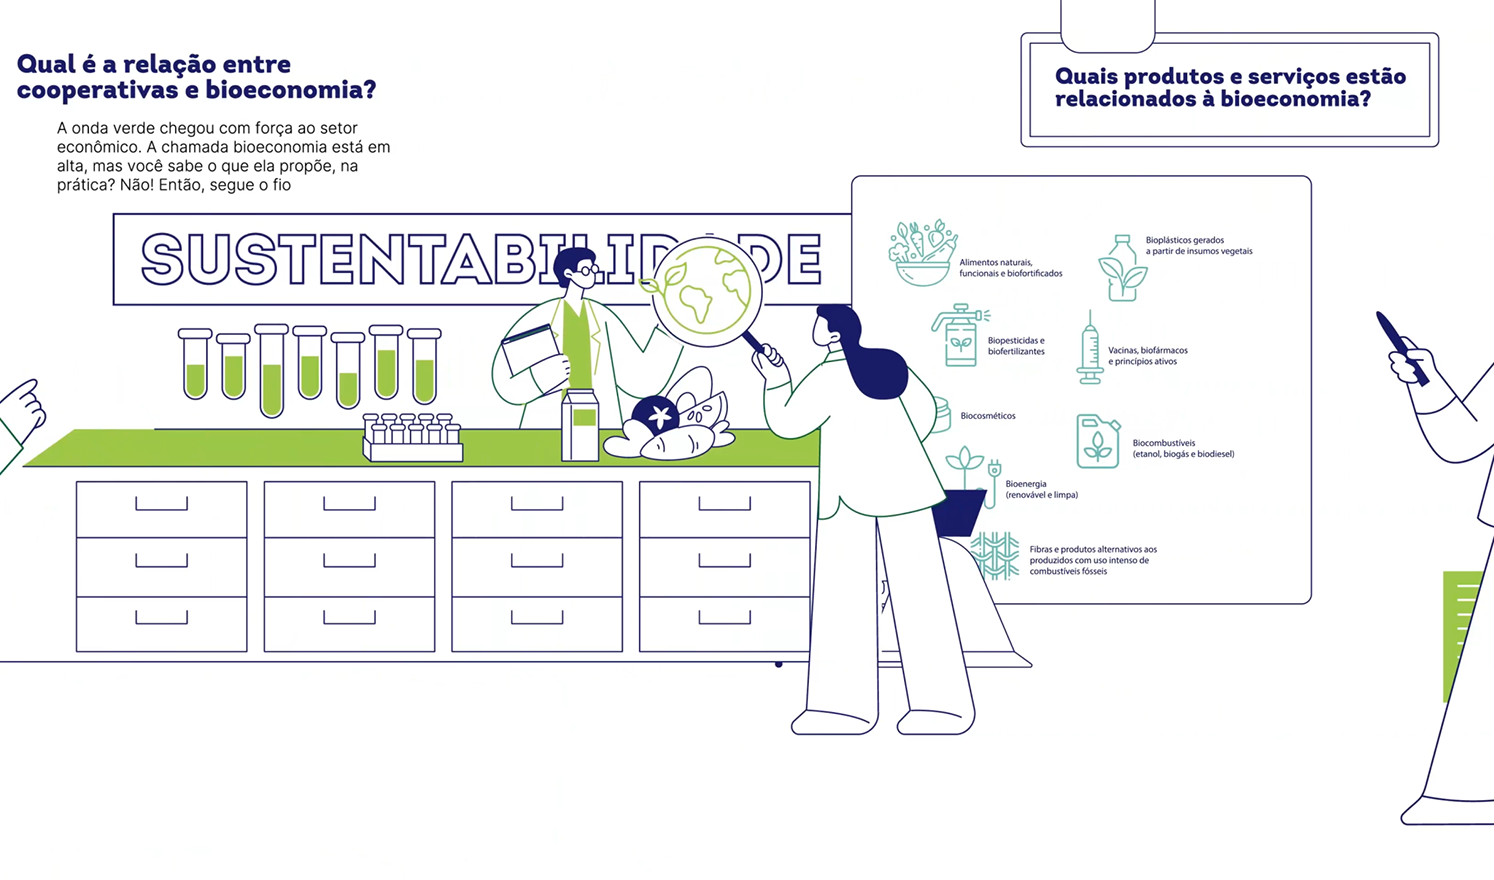 Qual é a relação entre
cooperativas e bioeconomia?
A onda verde chegou com força ao setor
econômico. A chamada bioeconomia está em
alta, mas você sabe o que ela propõe, na
prática? Não! Então, segue o fio
SUSTENTABILIDADE
Quais produtos e serviços estão
relacionados à bioeconomia?
Alimentos naturais,
funcionais e biofortificados
Bioplásticos gerados
a partir de insumos vegetais
Biopesticidas e
biofertilizantes
Vacinas, biofármacos
e princípios ativos
Biocosméticos
Biocombustíveis
(etanol, biogás e biodiesel)
Bioenergia
(renovável e limpa)
Fibras e produtos alternativos aos
produzidos com uso intenso de
combustíveis fósseis